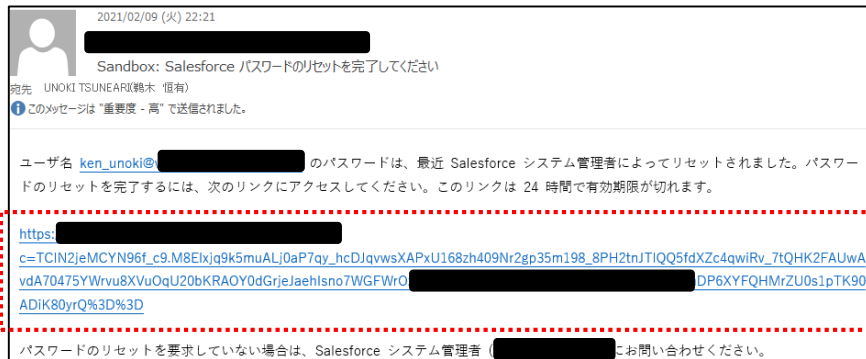 2021/02/09 (火) 22:21
Sandbox: Salesforce パスワードのリセットを完了してください
宛先 UNOKI TSUNEARI(鵜木 恒有)
このメッセージは "重要度 - 高" で送信されました。
ユーザ名 ken_unoki@ のパスワードは、最近 Salesforce システム管理者によってリセットされました。パスワー
ドのリセットを完了するには、次のリンクにアクセスしてください。このリンクは 24 時間で有効期限が切れます。
https:
c=TCIN2jeMCYN96f_c9.M8Elxjq9k5muALj0aP7qy_hcDJqvwsXAPxU168zh409Nr2gp35m198_8PH2tnJTlQQ5fdXZc4qwiRv_7tQHK2FAUwA
vdA70475YWrvu8XVuOqU20bKRAOY0dGrjeJaehlsno7WGFWrO DP6XYFQHMrZU0s1pTK90
ADiK80yrQ%3D%3D
パスワードのリセットを要求していない場合は、Salesforce システム管理者 ( にお問い合わせください。